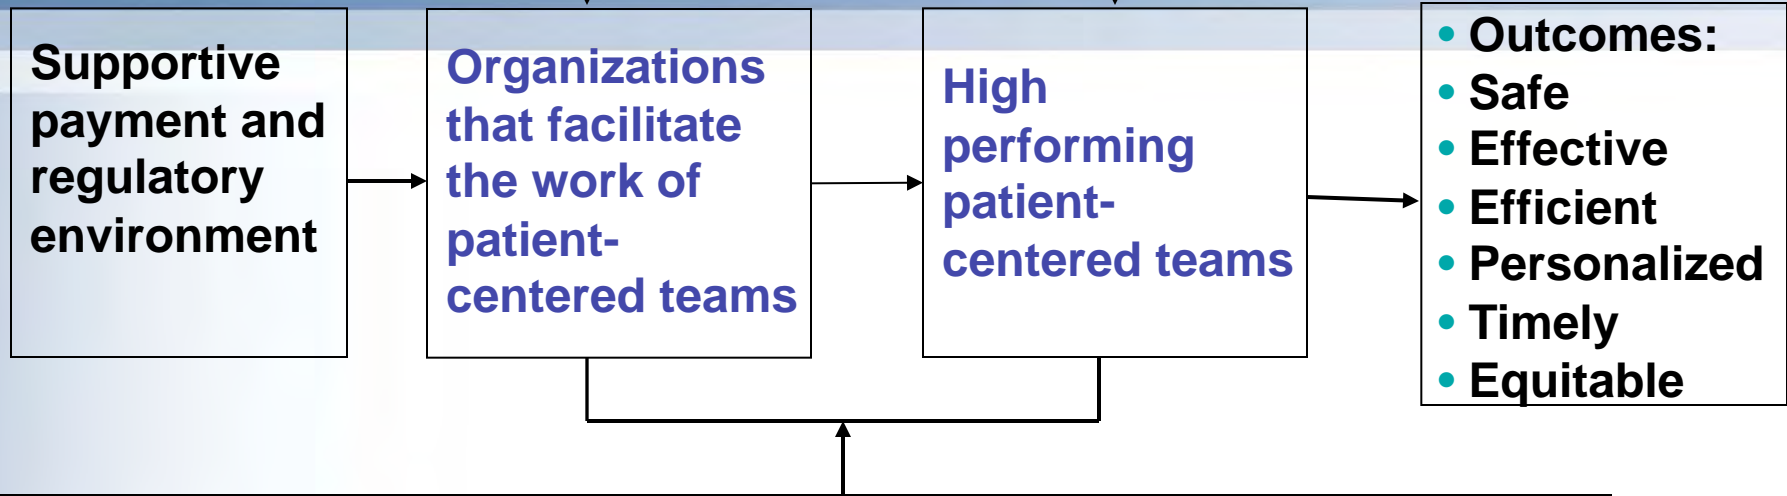 Supportive
payment and
regulatory
environment
Organizations
that facilitate
the work of
patient-
centered teams
High
performing
patient-
centered teams
• Outcomes:
• Safe
• Effective
• Efficient
• Personalized
• Timely
• Equitable